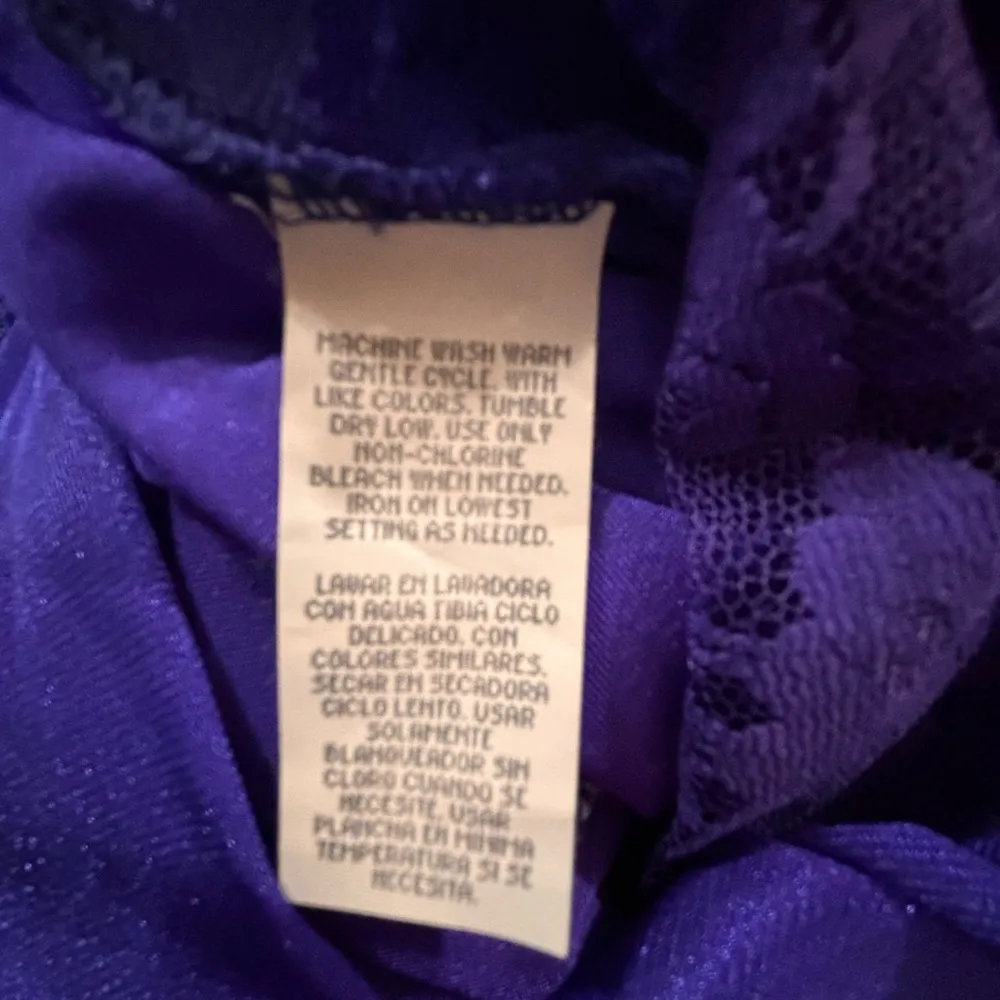 MACHINE WASH WARM
GENTLE CYCLE, WITH
LIKE COLORS. TUMBLE
DRY LOW. USE ONLY
NON-CHLORINE
BLEACH WHEN NEEDED.
IRON ON LOWEST
SETTING AS NEEDED.
LAVAR EN LAVADORA
CON AGUA TIBIA CICLO
DELICADO. CON
COLORES SIMILARES.
SECAR EN SECADORA
CICLO LENTO. USAR
SOLAMENTE
BLANQUEADOR SIN
CLORO CUANDO SE
NECESITE. USAR
PLANCHA EN MINIMA
TEMPERATURA SI SE
NECESITA.